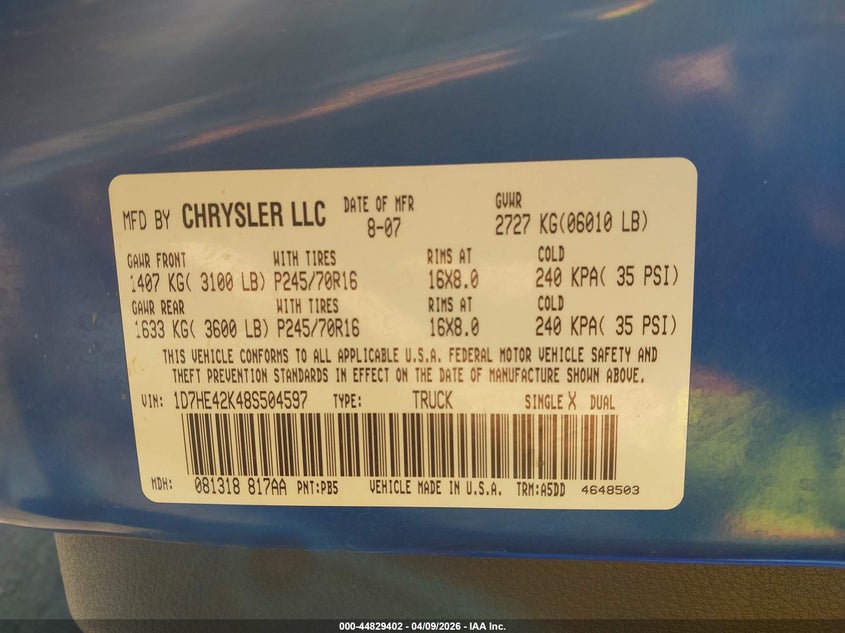 MFD BY CHRYSLER LLC DATE OF MFR 8-07 GVWR 2727 KG(06010 LB)
GAWR FRONT WITH TIRES RIMS AT COLD
1407 KG( 3100 LB) P245/70R16 16X8.0 240 KPA( 35 PSI)
GAWR REAR WITH TIRES RIMS AT COLD
1633 KG( 3600 LB) P245/70R16 16X8.0 240 KPA( 35 PSI)
THIS VEHICLE CONFORMS TO ALL APPLICABLE U.S.A. FEDERAL MOTOR VEHICLE SAFETY AND
THEFT PREVENTION STANDARDS IN EFFECT ON THE DATE OF MANUFACTURE SHOWN ABOVE.
VIN: 1D7HE42K48S504597 TYPE: TRUCK SINGLE X DUAL
MDH: 081318 817AA PNT:PB5 VEHICLE MADE IN U.S.A. TRM:A5DD 4648503
000-44829402 - 04/09/2026 - IAA Inc.